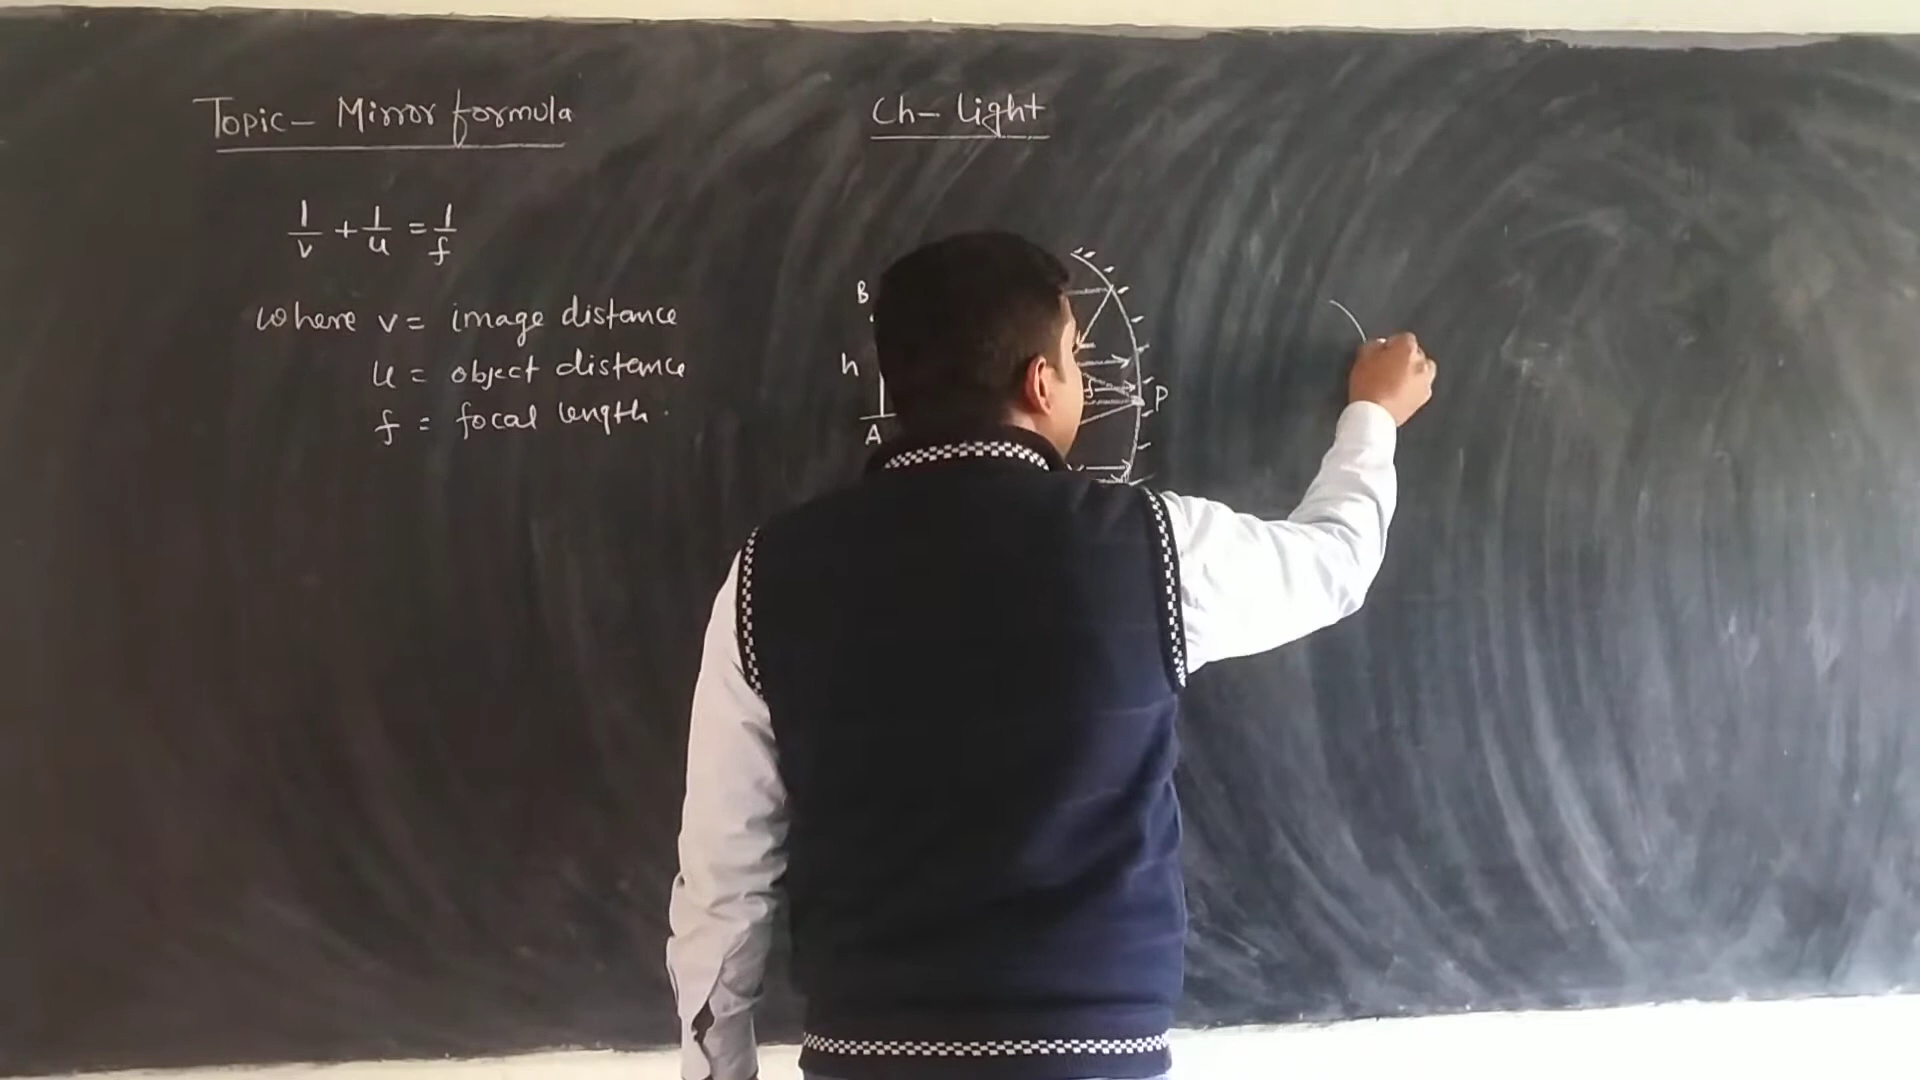 Topic- Mirror formula
Ch- Light
1/v + 1/u = 1/f
Where v = image distance
u = object distance
f = focal length.
B
h
A
f
P